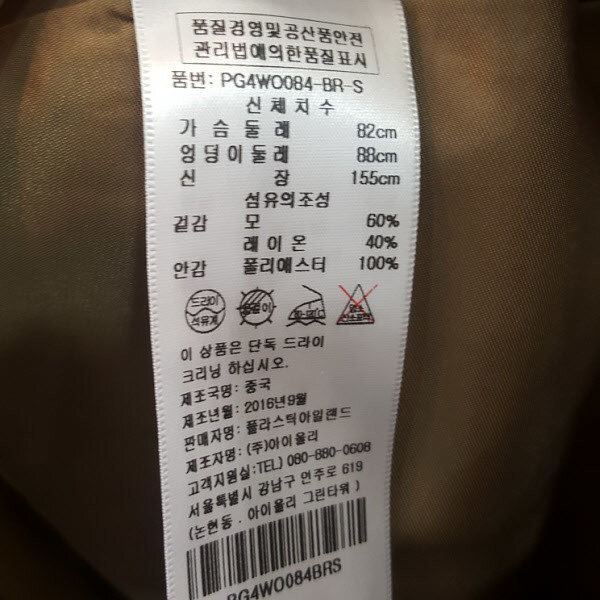 품질경영및공산품안전
관리법에의한품질표시
품번: PG4WO084-BR-S
신체치수
가슴둘레 82cm
엉덩이둘레 88cm
신장 155cm
섬유의조성
겉감 모 60%
레이온 40%
안감 폴리에스터 100%
드라이
석유계
이 상품은 단독 드라이
크리닝 하십시오.
제조국명: 중국
제조년월: 2016년9월
판매자명: 플라스틱아일랜드
제조자명: (주)아이올리
고객지원실:TEL) 080-880-0608
서울특별시 강남구 언주로 619
(논현동 . 아이올리 그린타워 )
PG4WO084BRS